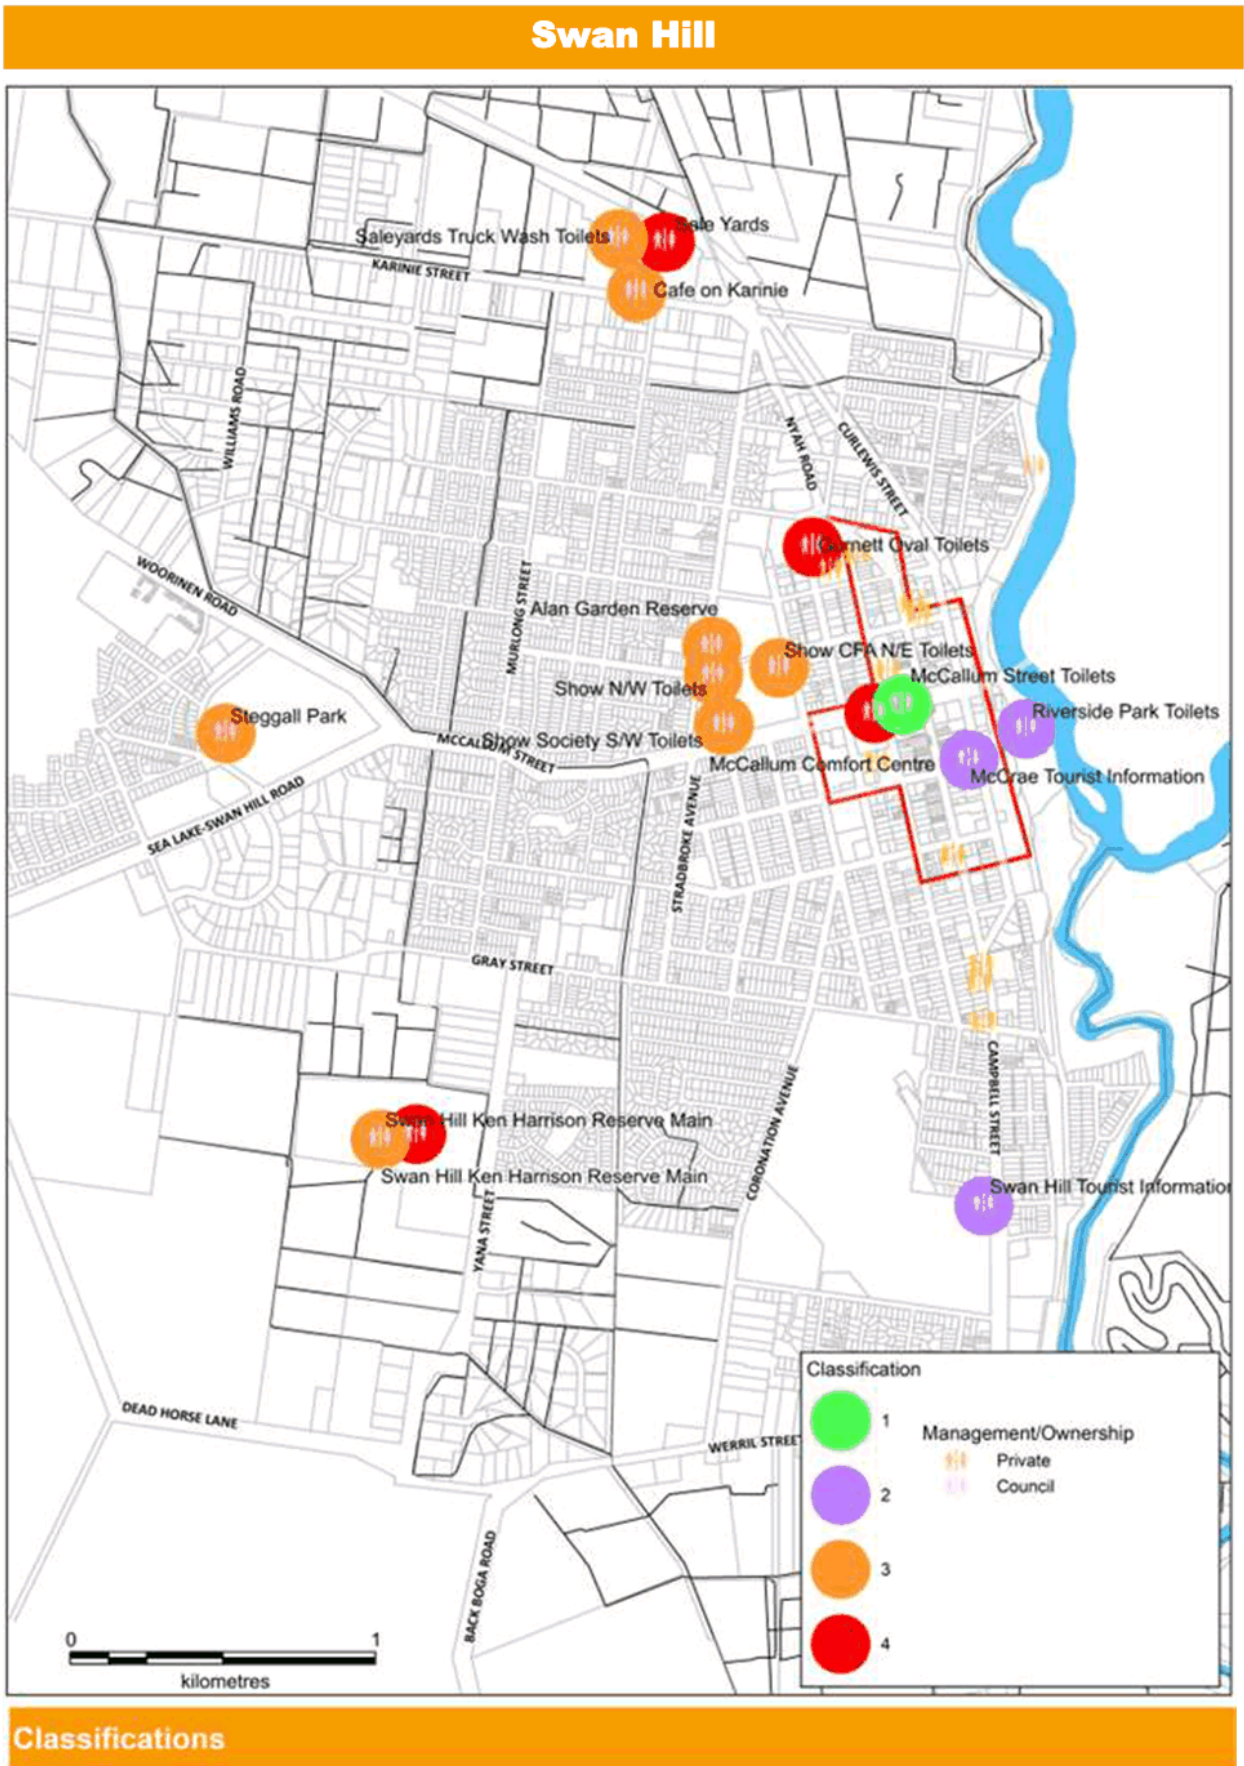 Swan Hill
Sale Yards
Saleyards Truck Wash Toilets
KARINIE STREET
Cafe on Karinie
WILLIAMS ROAD
NYAH ROAD
CURLEWIS STREET
Gurnett Oval Toilets
WOORINEN ROAD
MURLONG STREET
Alan Garden Reserve
Show CFA N/E Toilets
McCallum Street Toilets
Show N/W Toilets
Riverside Park Toilets
Steggall Park
MCCALLUM STREET
Show Society S/W Toilets
McCallum Comfort Centre
McCrae Tourist Information
SEA LAKE-SWAN HILL ROAD
STRADBROKE AVENUE
GRAY STREET
CAMPBELL STREET
CORONATION AVENUE
Swan Hill Ken Harrison Reserve Main
Swan Hill Ken Harrison Reserve Main
Swan Hill Tourist Information
YANA STREET
DEAD HORSE LANE
WERRIL STREE
BACK BOGA ROAD
Classification
1
2
3
4
Management/Ownership
Private
Council
0 1
kilometres
Classifications